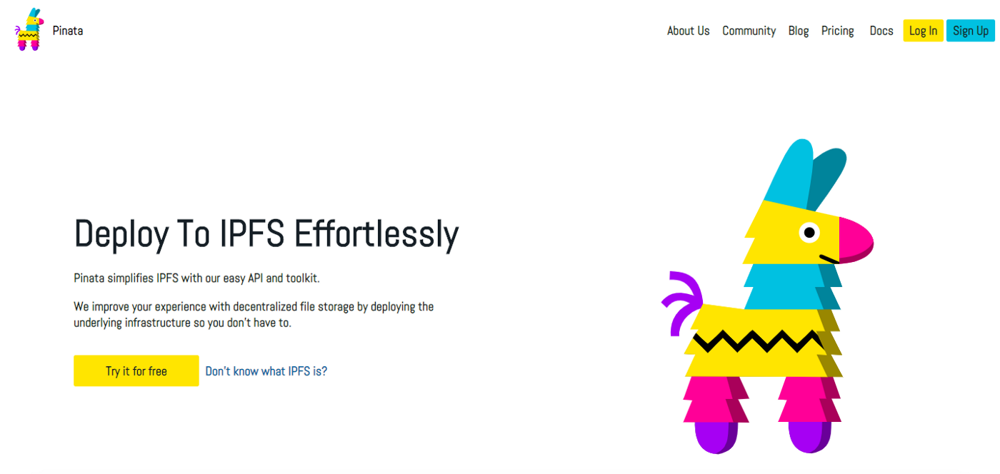 Pinata
About Us Community Blog Pricing Docs Log In Sign Up
Deploy To IPFS Effortlessly
Pinata simplifies IPFS with our easy API and toolkit.
We improve your experience with decentralized file storage by deploying the
underlying infrastructure so you don't have to.
Try it for free Don't know what IPFS is?